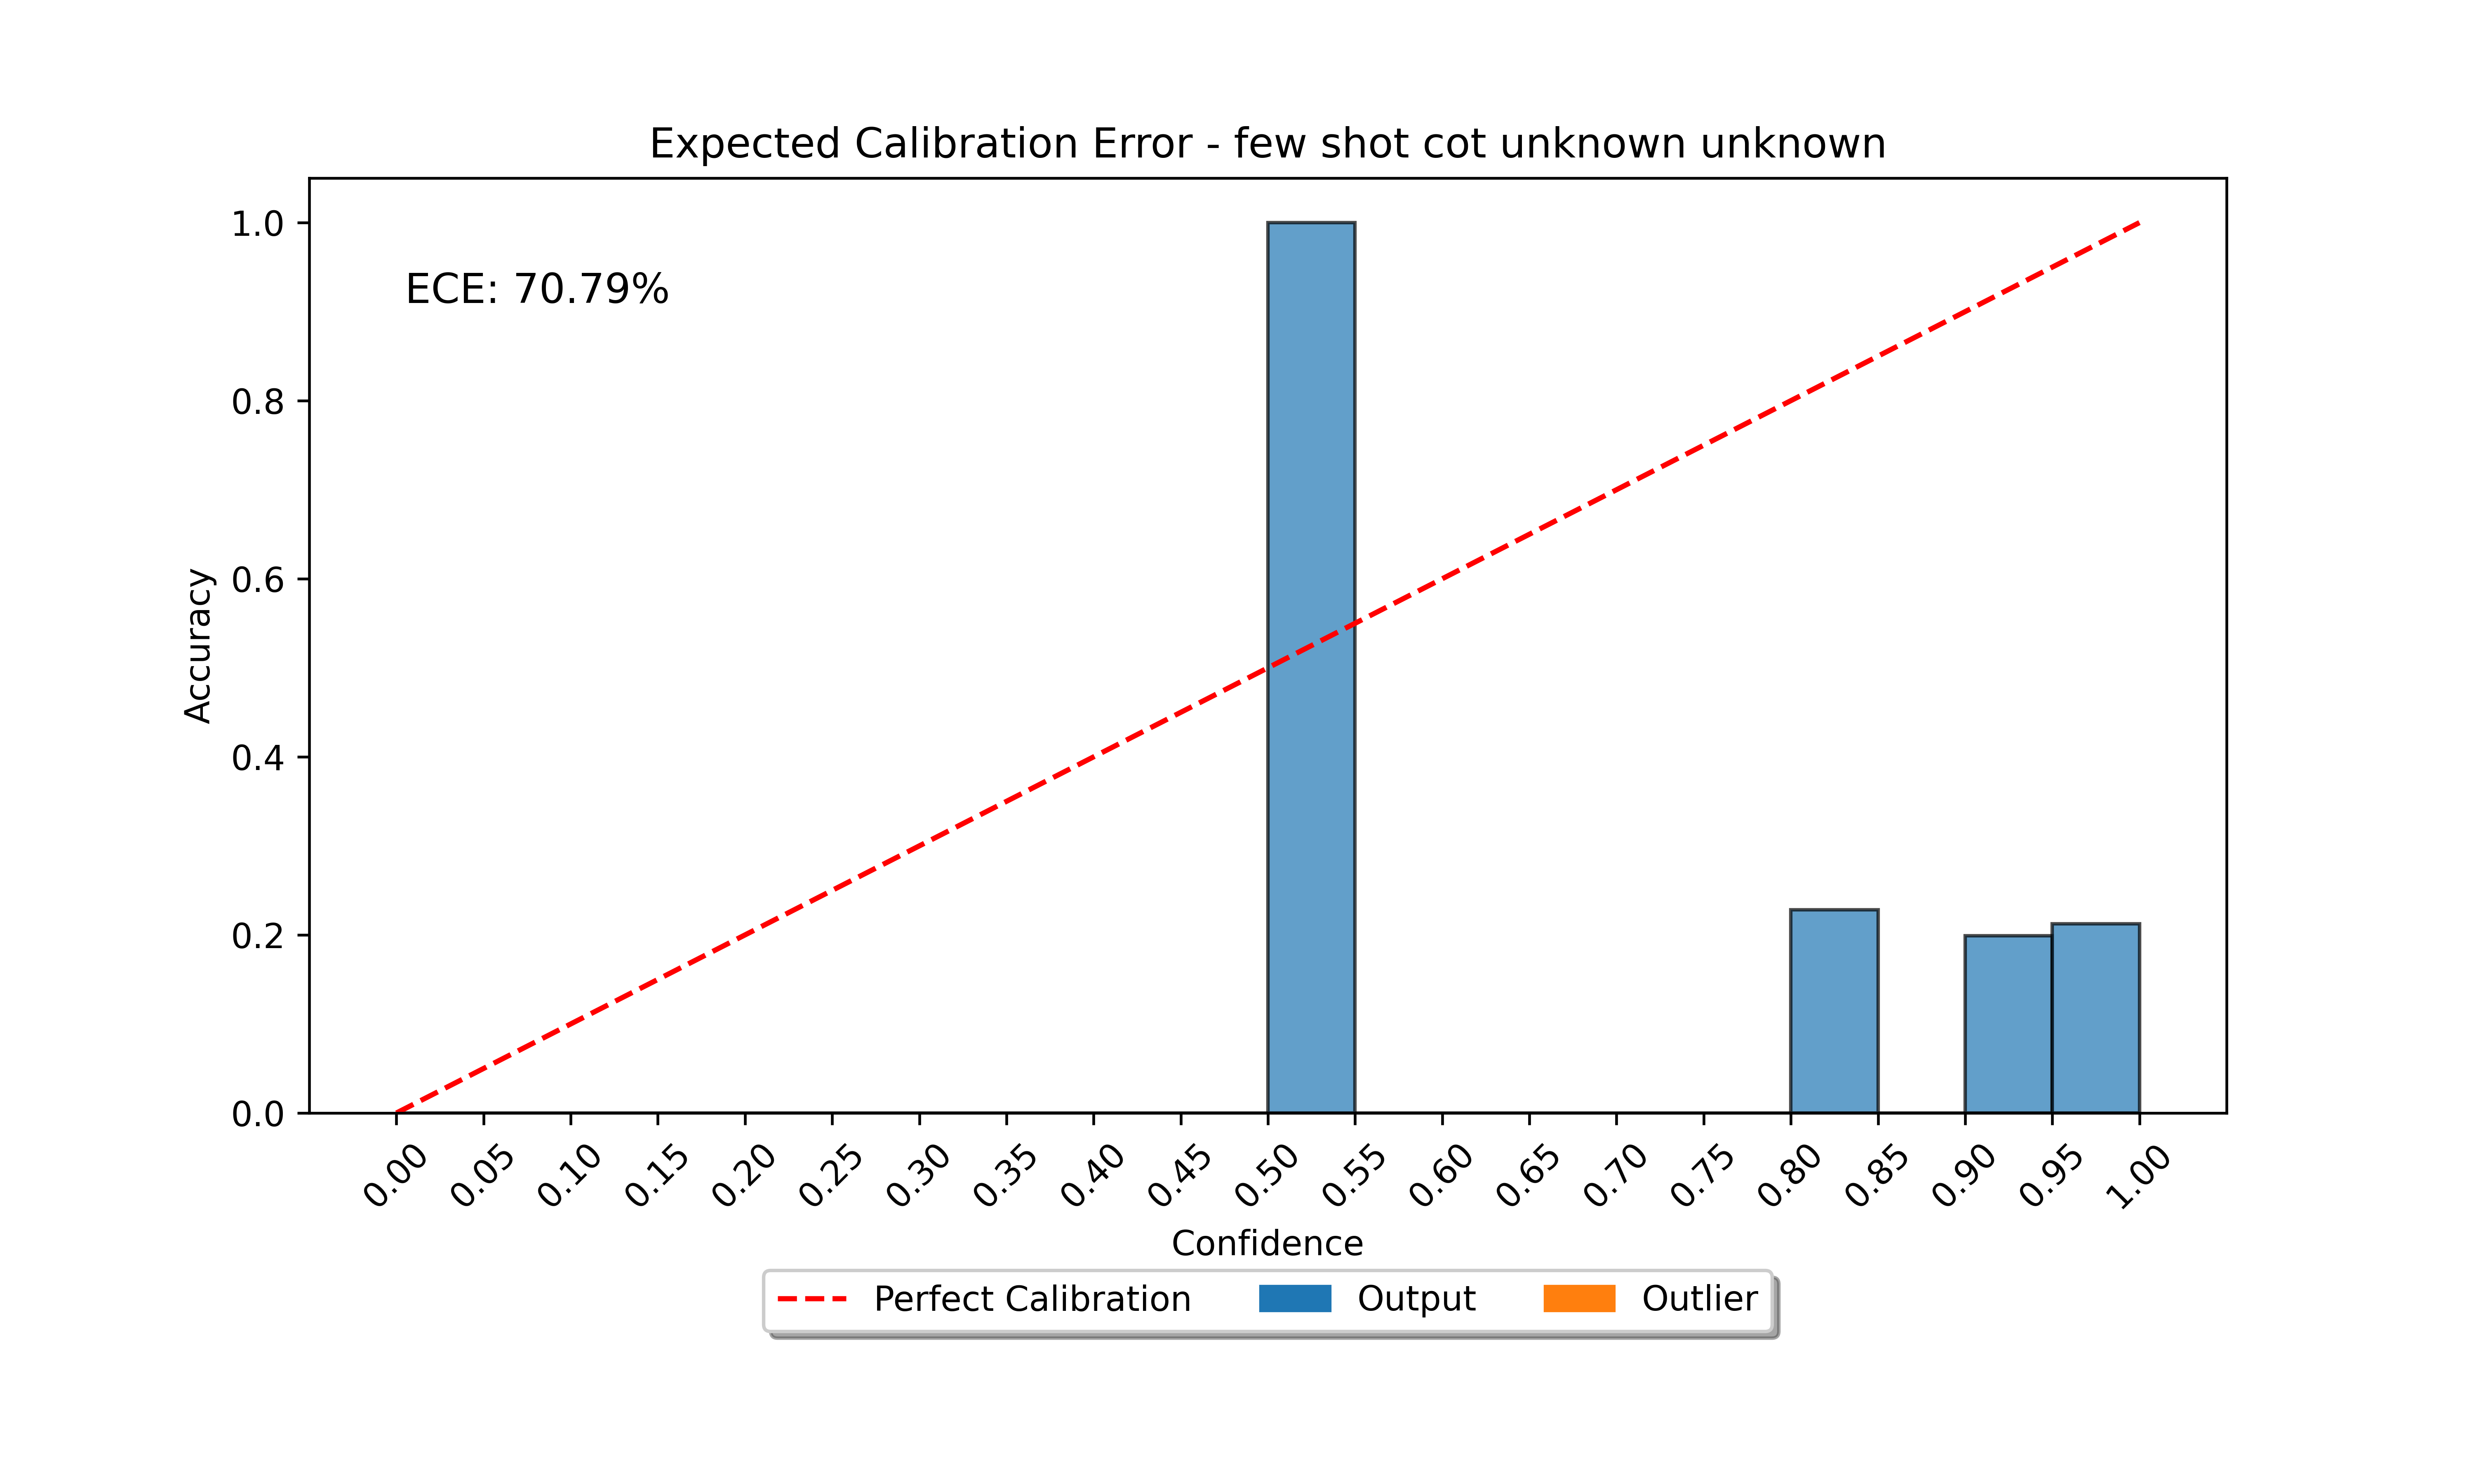 Expected Calibration Error - few shot cot unknown unknown
ECE: 70.79%
1.0
0.8
0.6
0.4
0.2
0.0
Accuracy
0.00 0.05 0.10 0.15 0.20 0.25 0.30 0.35 0.40 0.45 0.50 0.55 0.60 0.65 0.70 0.75 0.80 0.85 0.90 0.95 1.00
Confidence
Perfect Calibration Output Outlier